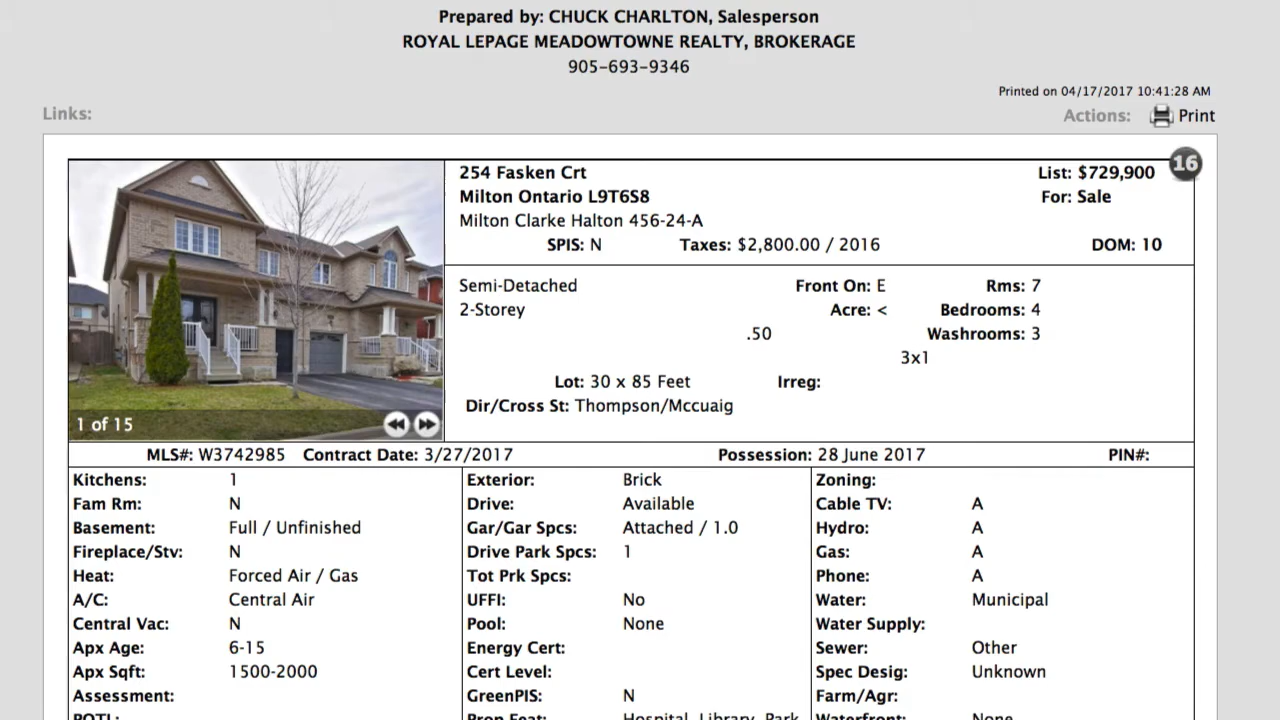 Prepared by: CHUCK CHARLTON, Salesperson
ROYAL LEPAGE MEADOWTOWNE REALTY, BROKERAGE
905-693-9346
Printed on 04/17/2017 10:41:28 AM
Links:
Actions: Print
16
254 Fasken Crt List: $729,900
Milton Ontario L9T6S8 For: Sale
Milton Clarke Halton 456-24-A
SPIS: N Taxes: $2,800.00 / 2016 DOM: 10
Semi-Detached Front On: E Rms: 7
2-Storey Acre: < Bedrooms: 4
.50 Washrooms: 3
3x1
Lot: 30 x 85 Feet Irreg:
Dir/Cross St: Thompson/Mccuaig
1 of 15
MLS#: W3742985 Contract Date: 3/27/2017 Possession: 28 June 2017 PIN#:
Kitchens: 1 Exterior: Brick Zoning:
Fam Rm: N Drive: Available Cable TV: A
Basement: Full / Unfinished Gar/Gar Spcs: Attached / 1.0 Hydro: A
Fireplace/Stv: N Drive Park Spcs: 1 Gas: A
Heat: Forced Air / Gas Tot Prk Spcs: Phone: A
A/C: Central Air UFFI: No Water: Municipal
Central Vac: N Pool: None Water Supply:
Apx Age: 6-15 Energy Cert: Sewer: Other
Apx Sqft: 1500-2000 Cert Level: Spec Desig: Unknown
Assessment: GreenPIS: N Farm/Agr:
POTL: Prop Feat: Hospital, Library, Park Waterfront: None